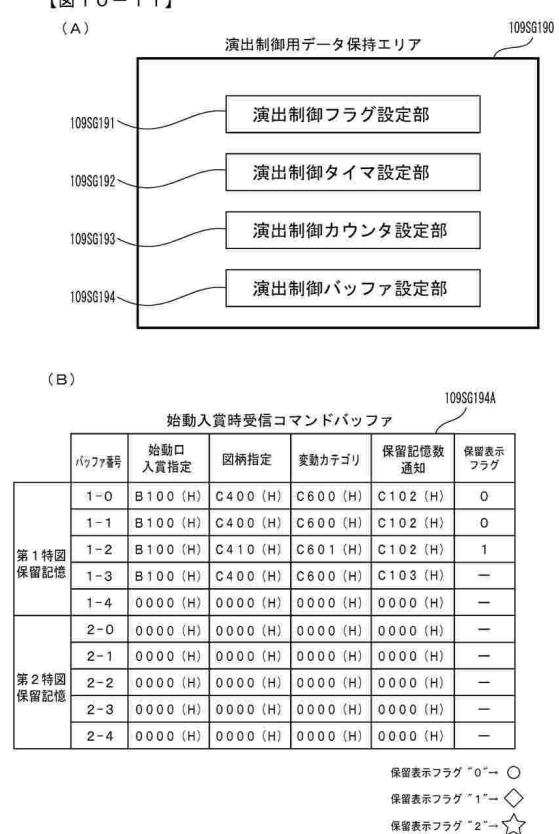 【図10-11】
(A)
109SG190
演出制御用データ保持エリア
109SG191
演出制御フラグ設定部
109SG192
演出制御タイマ設定部
109SG193
演出制御カウンタ設定部
109SG194
演出制御バッファ設定部
(B)
109SG194A
始動入賞時受信コマンドバッファ
バッファ番号 始動口入賞指定 図柄指定 変動カテゴリ 保留記憶数通知 保留表示フラグ
第1特図保留記憶
1-0 B100(H) C400(H) C600(H) C102(H) 0
1-1 B100(H) C400(H) C600(H) C102(H) 0
1-2 B100(H) C410(H) C601(H) C102(H) 1
1-3 B100(H) C400(H) C600(H) C103(H) ―
1-4 0000(H) 0000(H) 0000(H) 0000(H) ―
第2特図保留記憶
2-0 0000(H) 0000(H) 0000(H) 0000(H) ―
2-1 0000(H) 0000(H) 0000(H) 0000(H) ―
2-2 0000(H) 0000(H) 0000(H) 0000(H) ―
2-3 0000(H) 0000(H) 0000(H) 0000(H) ―
2-4 0000(H) 0000(H) 0000(H) 0000(H) ―
保留表示フラグ"0"→ ○
保留表示フラグ"1"→ ◇
保留表示フラグ"2"→ ☆